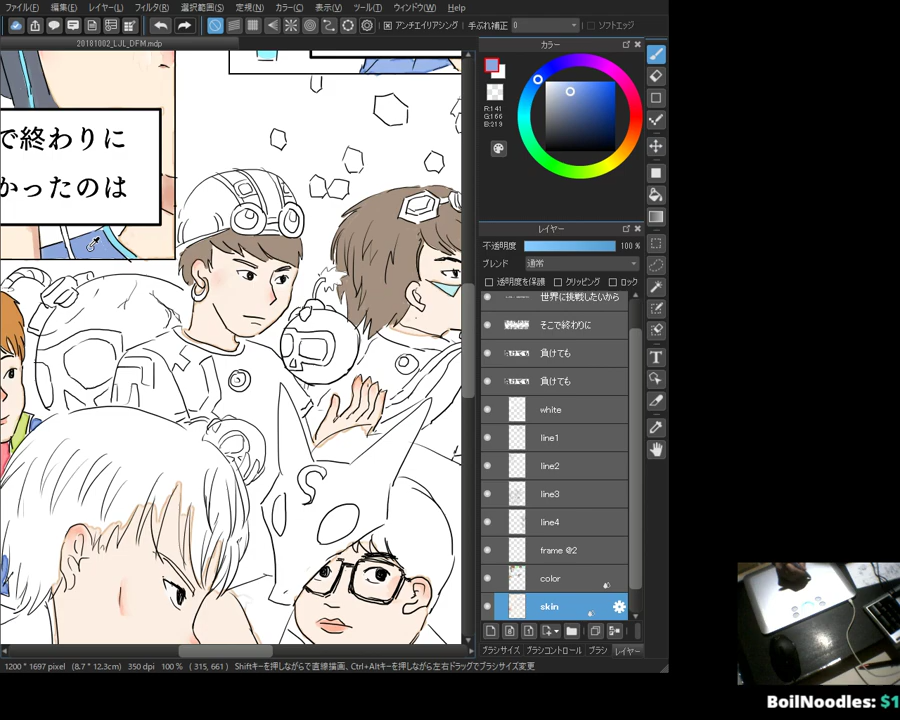 ファイル(F) 編集(E) レイヤー(L) フィルタ(R) 選択範囲(S) 定規(N) カラー(C) 表示(V) ツール(T) ウィンドウ(W) Help
アンチエイリアシング 手ぶれ補正 0 ソフトエッジ
20181002_LJL_DFM.mdp
で終わりに
かったのは
カラー
R:141
G:166
B:219
レイヤー
不透明度 100 %
ブレンド 通常
透明度を保護 クリッピング ロック
世界に挑戦したいから
そこで終わりに
負けても
負けても
white
line1
line2
line3
line4
frame @2
color
skin
ブラシサイズ ブラシコントロール ブラシ レイヤー
1200 * 1697 pixel (8.7 * 12.3cm) 350 dpi 100 % ( 315, 661 ) Shiftキーを押しながらで直線描画、Ctrl+Altキーを押しながら左右ドラッグでブラシサイズ変更
BoilNoodles: $1